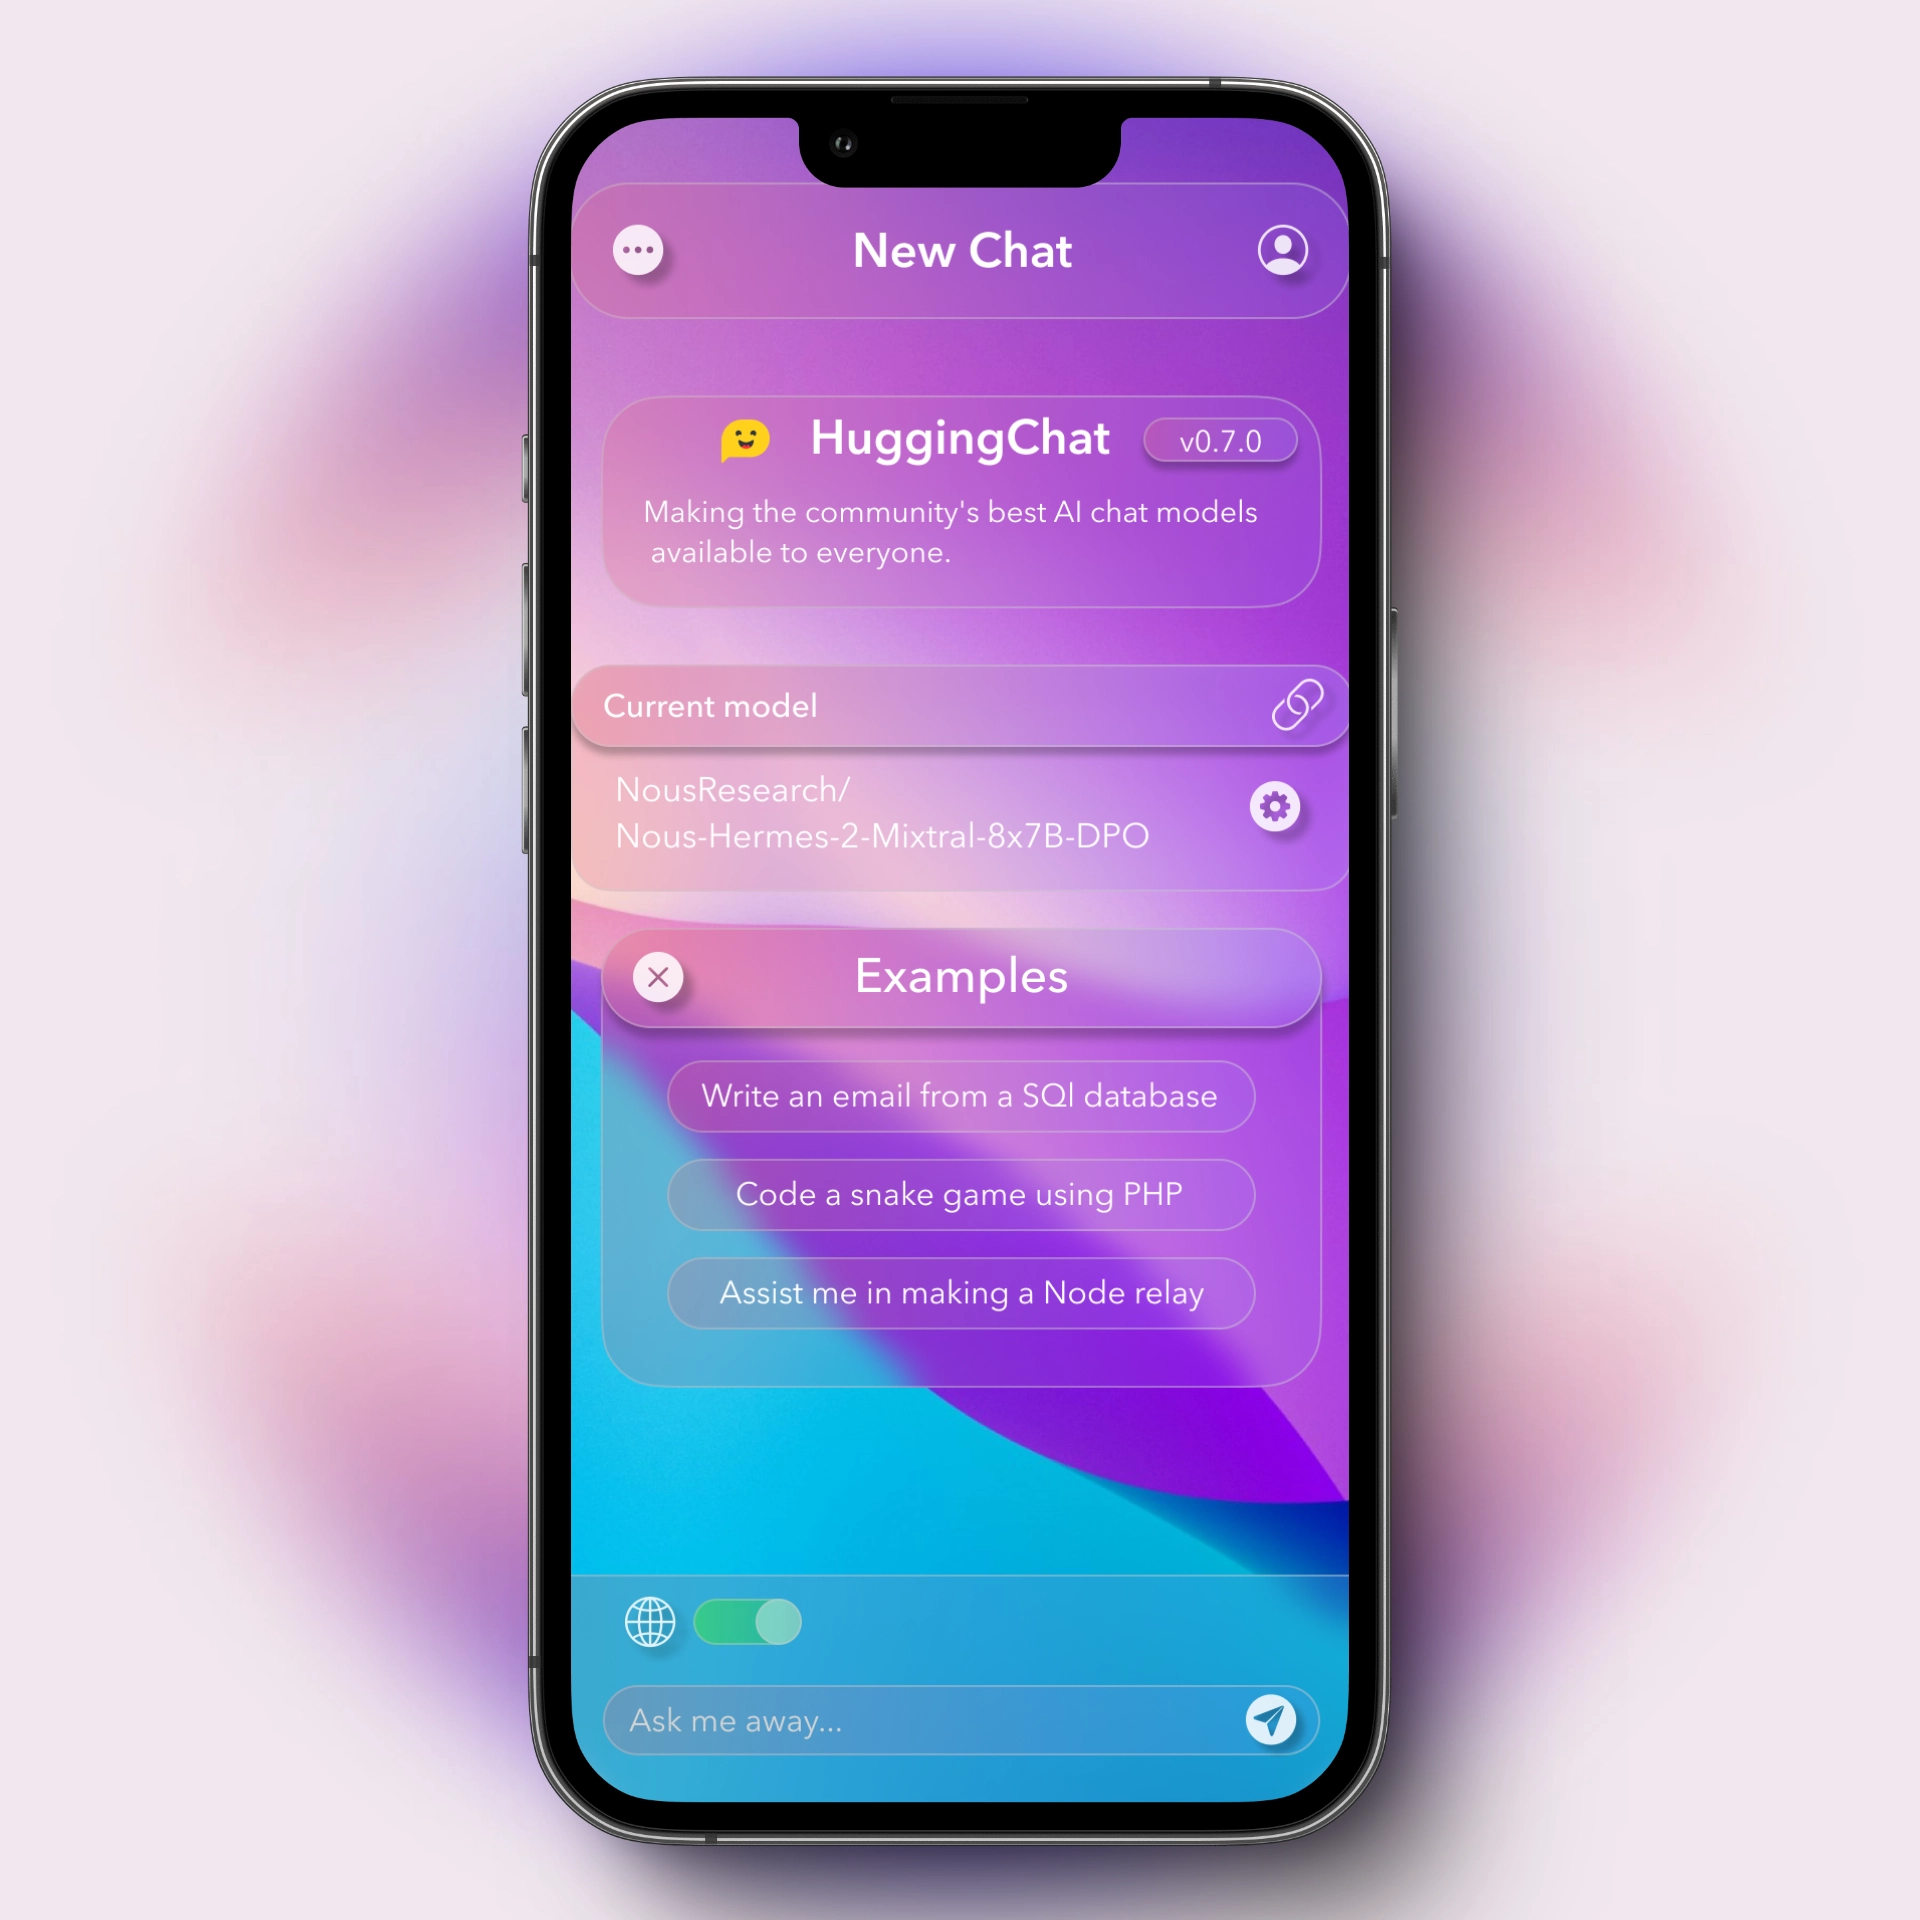 New Chat
HuggingChat v0.7.0
Making the community's best AI chat models
available to everyone.
Current model
NousResearch/
Nous-Hermes-2-Mixtral-8x7B-DPO
Examples
Write an email from a SQl database
Code a snake game using PHP
Assist me in making a Node relay
Ask me away...